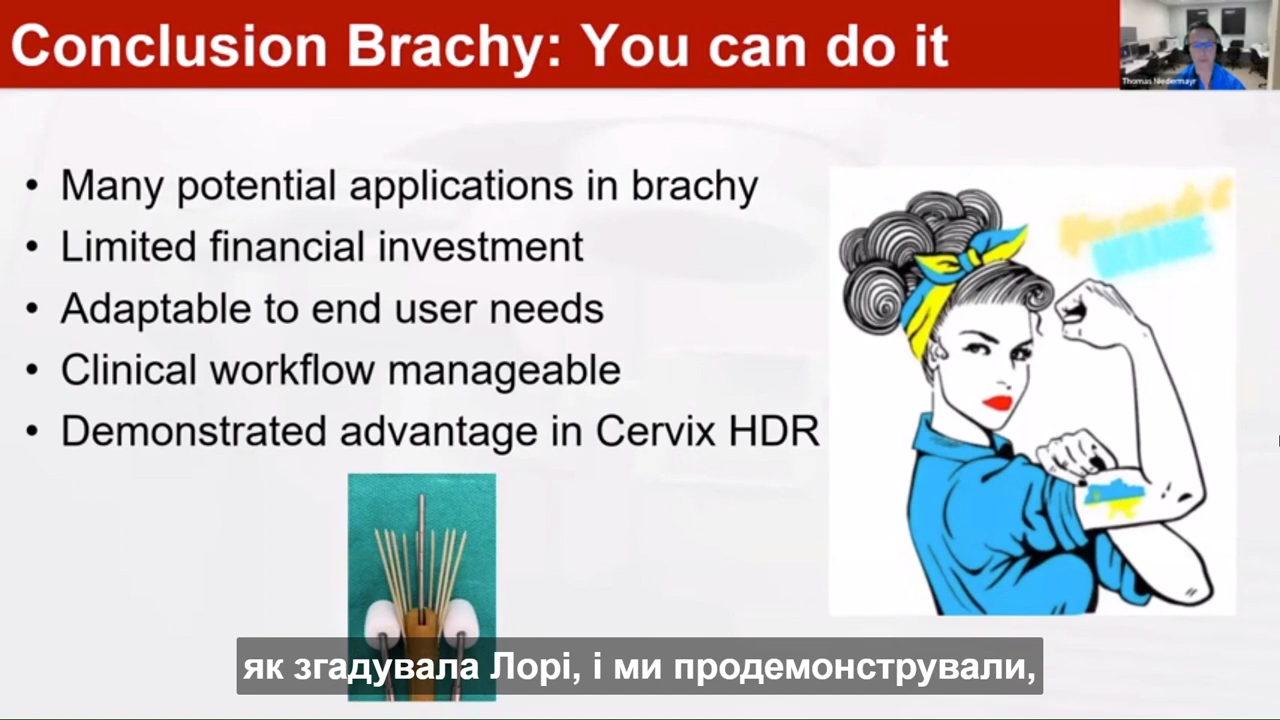 Conclusion Brachy: You can do it
Thomas Niedermayr
• Many potential applications in brachy
• Limited financial investment
• Adaptable to end user needs
• Clinical workflow manageable
• Demonstrated advantage in Cervix HDR
як згадувала Лорі, і ми продемонстрували,